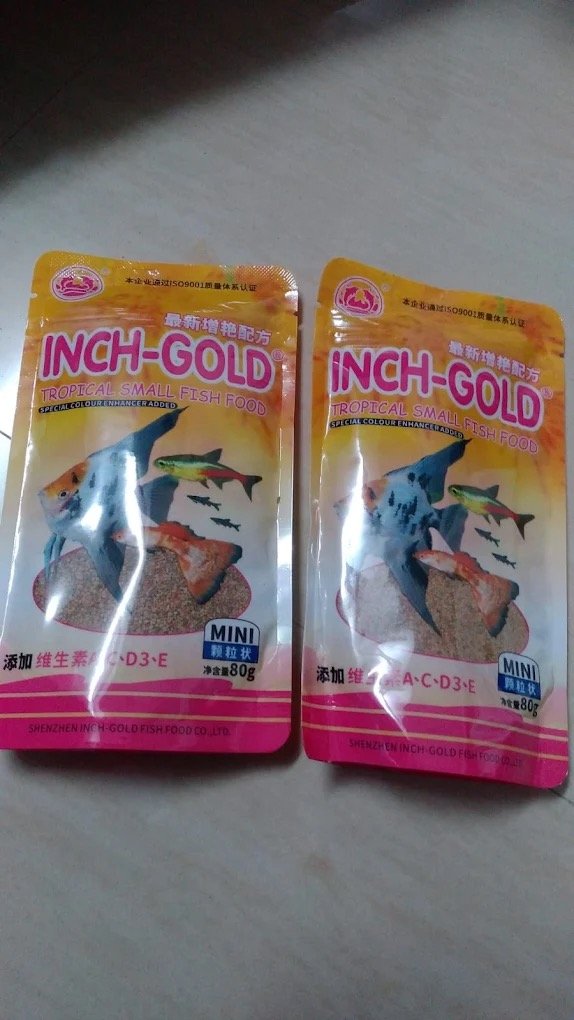 本企业通过ISO9001质量体系认证
最新增艳配方
INCH-GOLD®
TROPICAL SMALL FISH FOOD
SPECIAL COLOUR ENHANCER ADDED
MINI
颗粒状
添加 维生素A、C、D3、E
净含量80g
SHENZHEN INCH-GOLD FISH FOOD CO.,LTD.
本企业通过ISO9001质量体系认证
最新增艳配方
INCH-GOLD®
TROPICAL SMALL FISH FOOD
SPECIAL COLOUR ENHANCER ADDED
MINI
颗粒状
添加 维生素A、C、D3、E
净含量80g
SHENZHEN INCH-GOLD FISH FOOD CO.,LTD.